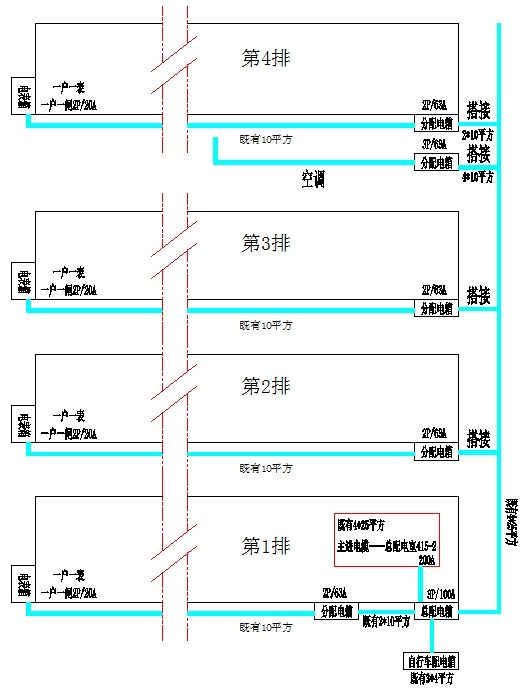 第4排
一户一表
一户一闸2P/20A
电表箱
2P/63A
分配电箱
搭接
2*10平方
既有10平方
3P/63A
分配电箱
搭接
4*10平方
空调
第3排
一户一表
一户一闸2P/20A
电表箱
2P/63A
分配电箱
搭接
既有10平方
第2排
一户一表
一户一闸2P/20A
电表箱
2P/63A
分配电箱
搭接
既有10平方
第1排
既有4*25平方
主进电缆——总配电室(415-2
200A
一户一表
一户一闸2P/20A
电表箱
2P/63A
分配电箱
既有2*10平方
3P/100A
总配电箱
既有10平方
自行车配电箱
既有3*4平方